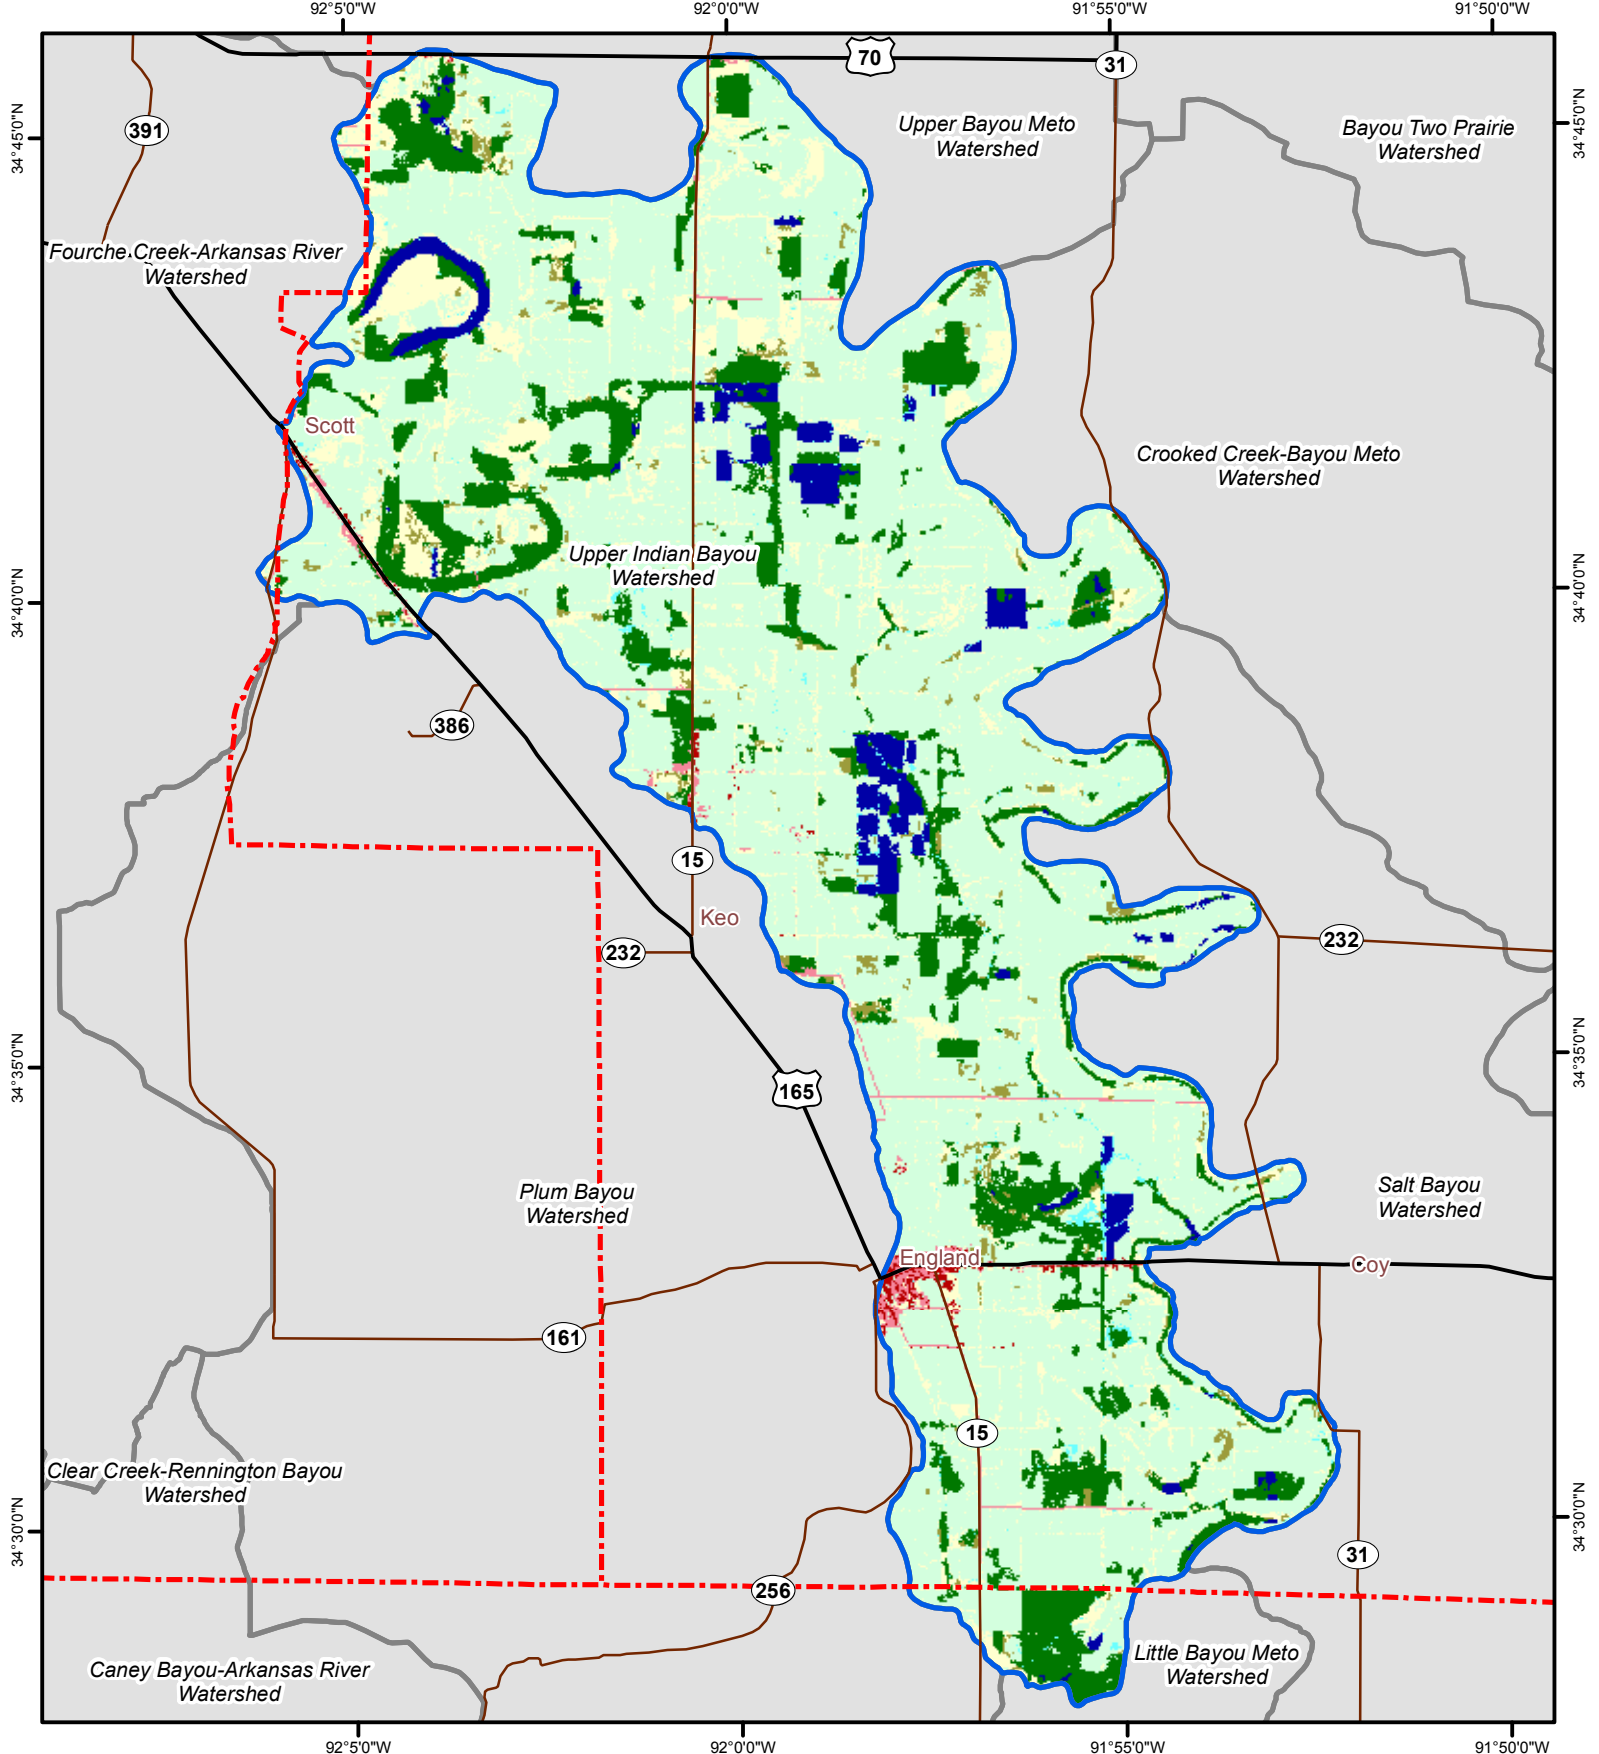 92°5'0"W
92°0'0"W
91°55'0"W
91°50'0"W
70
31
34°45'0"N
34°45'0"N
391
Upper Bayou Meto
Watershed
Bayou Two Prairie
Watershed
Fourche Creek-Arkansas River
Watershed
Scott
Crooked Creek-Bayou Meto
Watershed
Upper Indian Bayou
Watershed
34°40'0"N
34°40'0"N
386
15
Keo
232
232
34°35'0"N
34°35'0"N
165
Plum Bayou
Watershed
Salt Bayou
Watershed
England
Coy
161
15
Clear Creek-Rennington Bayou
Watershed
34°30'0"N
34°30'0"N
31
256
Caney Bayou-Arkansas River
Watershed
Little Bayou Meto
Watershed
92°5'0"W
92°0'0"W
91°55'0"W
91°50'0"W